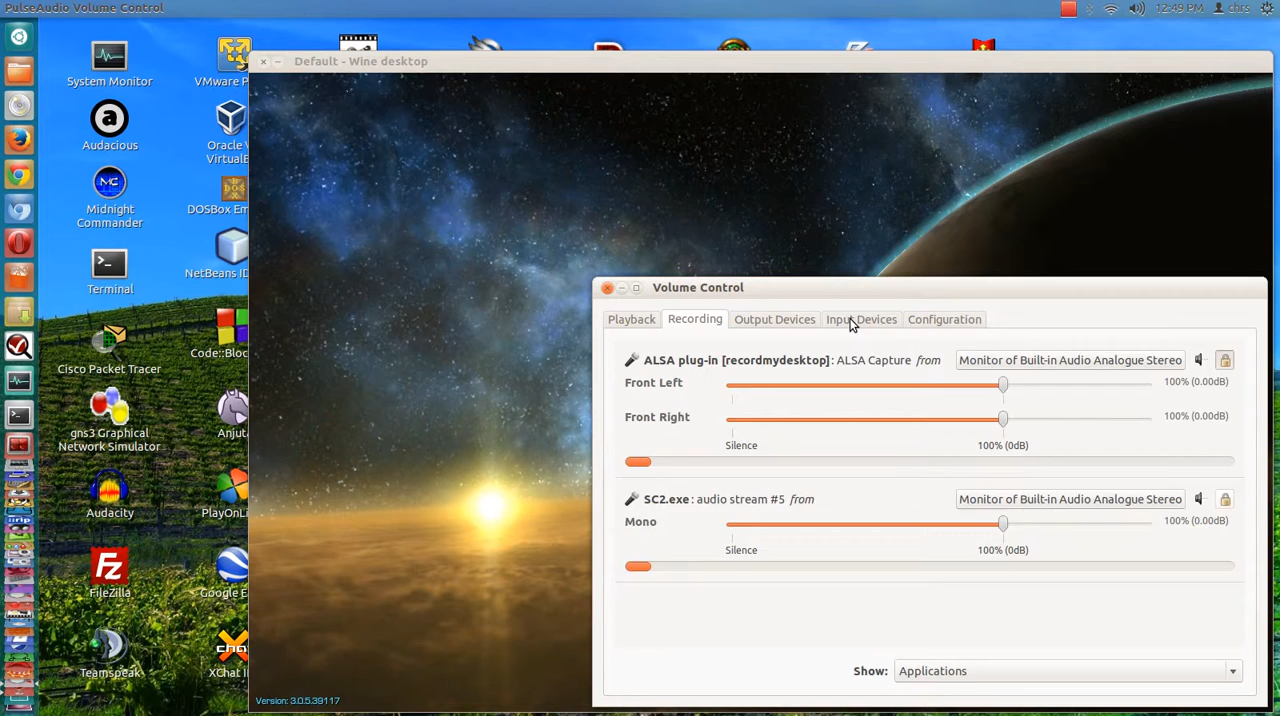 PulseAudio Volume Control
12:49 PM
chrs
System Monitor
VMware P
Audacious
Oracle V
VirtualB
Midnight
Commander
DOSBox Em
Terminal
NetBeans ID
Cisco Packet Tracer
Code::Bloc
gns3 Graphical
Network Simulator
Anjut
Audacity
PlayOnLi
FileZilla
Google E
Teamspeak
XChat I
Default - Wine desktop
Version: 3.0.5.39117
Volume Control
Playback
Recording
Output Devices
Input Devices
Configuration
ALSA plug-in [recordmydesktop]: ALSA Capture from
Monitor of Built-in Audio Analogue Stereo
Front Left
100% (0.00dB)
Front Right
100% (0.00dB)
Silence
100% (0dB)
SC2.exe: audio stream #5 from
Monitor of Built-in Audio Analogue Stereo
Mono
100% (0.00dB)
Silence
100% (0dB)
Show:
Applications